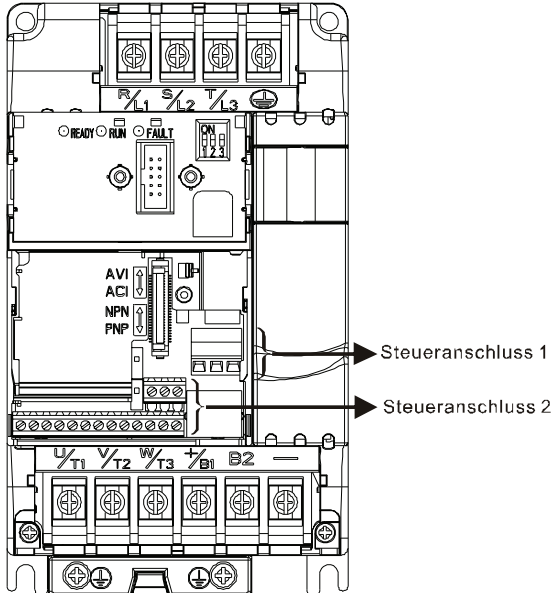 R/L1 S/L2 T/L3
READY RUN FAULT
ON
1 2 3
AVI
ACI
NPN
PNP
Steueranschluss 1
Steueranschluss 2
U/T1 V/T2 W/T3 +/B1 B2 —